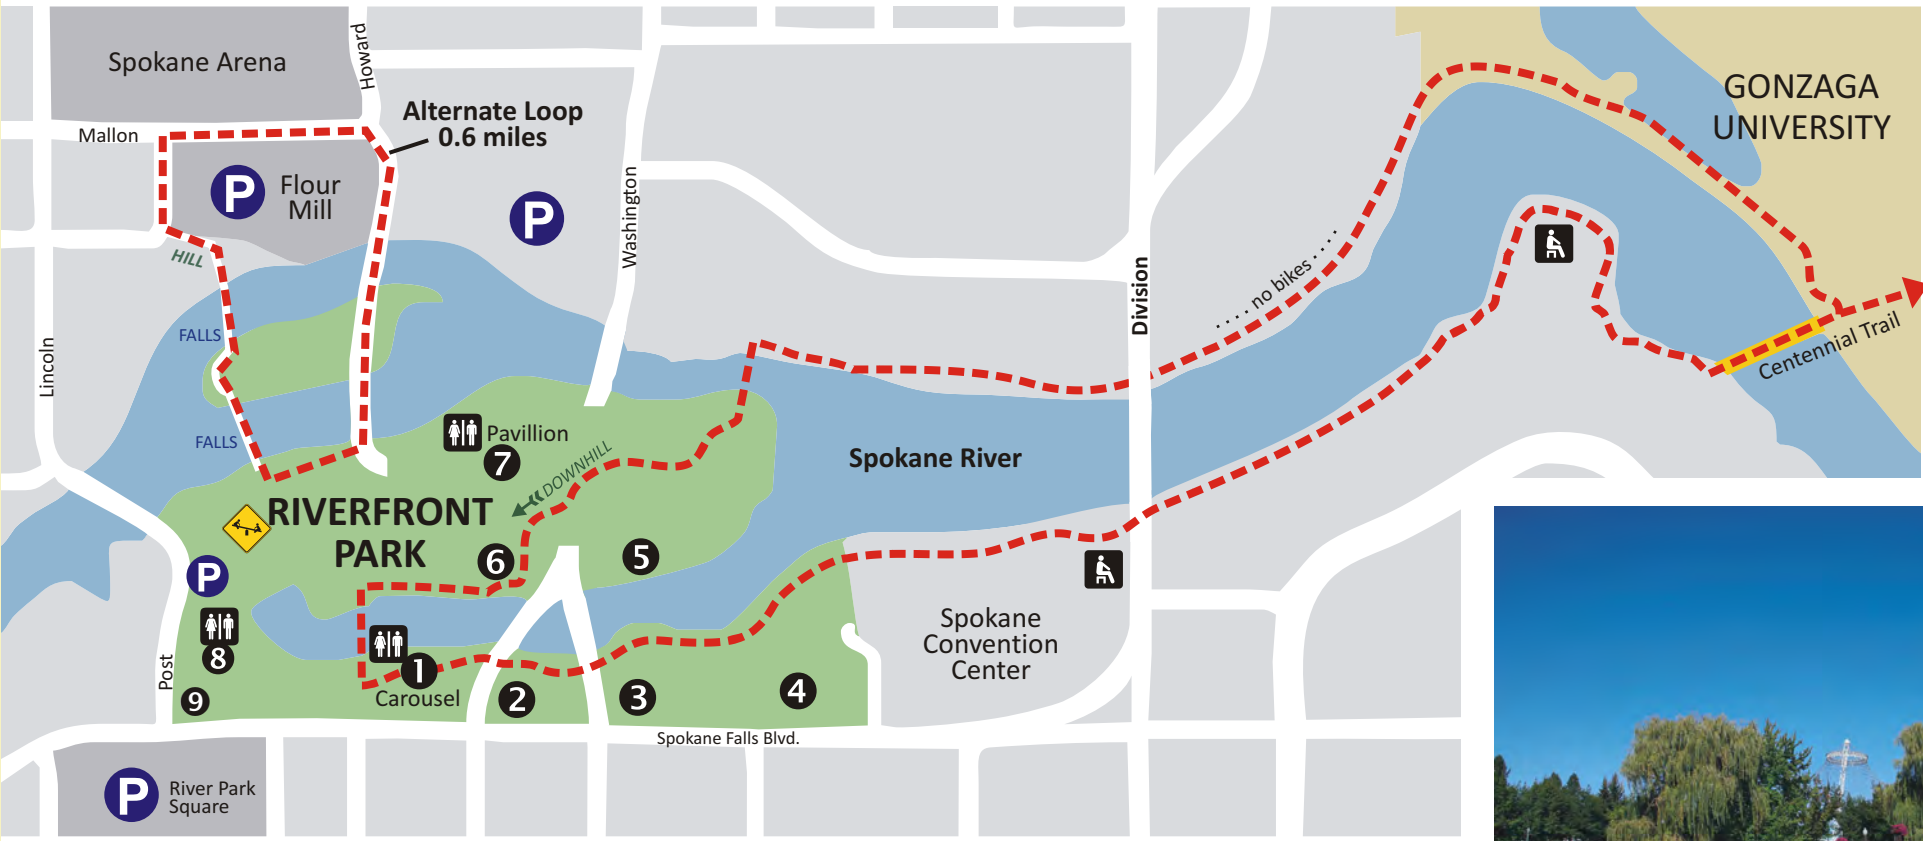 Spokane Arena
Howard
Alternate Loop
0.6 miles
Mallon
P
Flour
Mill
P
Washington
HILL
FALLS
FALLS
Lincoln
GONZAGA
UNIVERSITY
no bikes
Division
Centennial Trail
Pavillion
7
DOWNHILL
Spokane River
RIVERFRONT
PARK
6
5
P
8
9
Post
1
Carousel
2
3
4
Spokane
Convention
Center
Spokane Falls Blvd.
P
River Park
Square